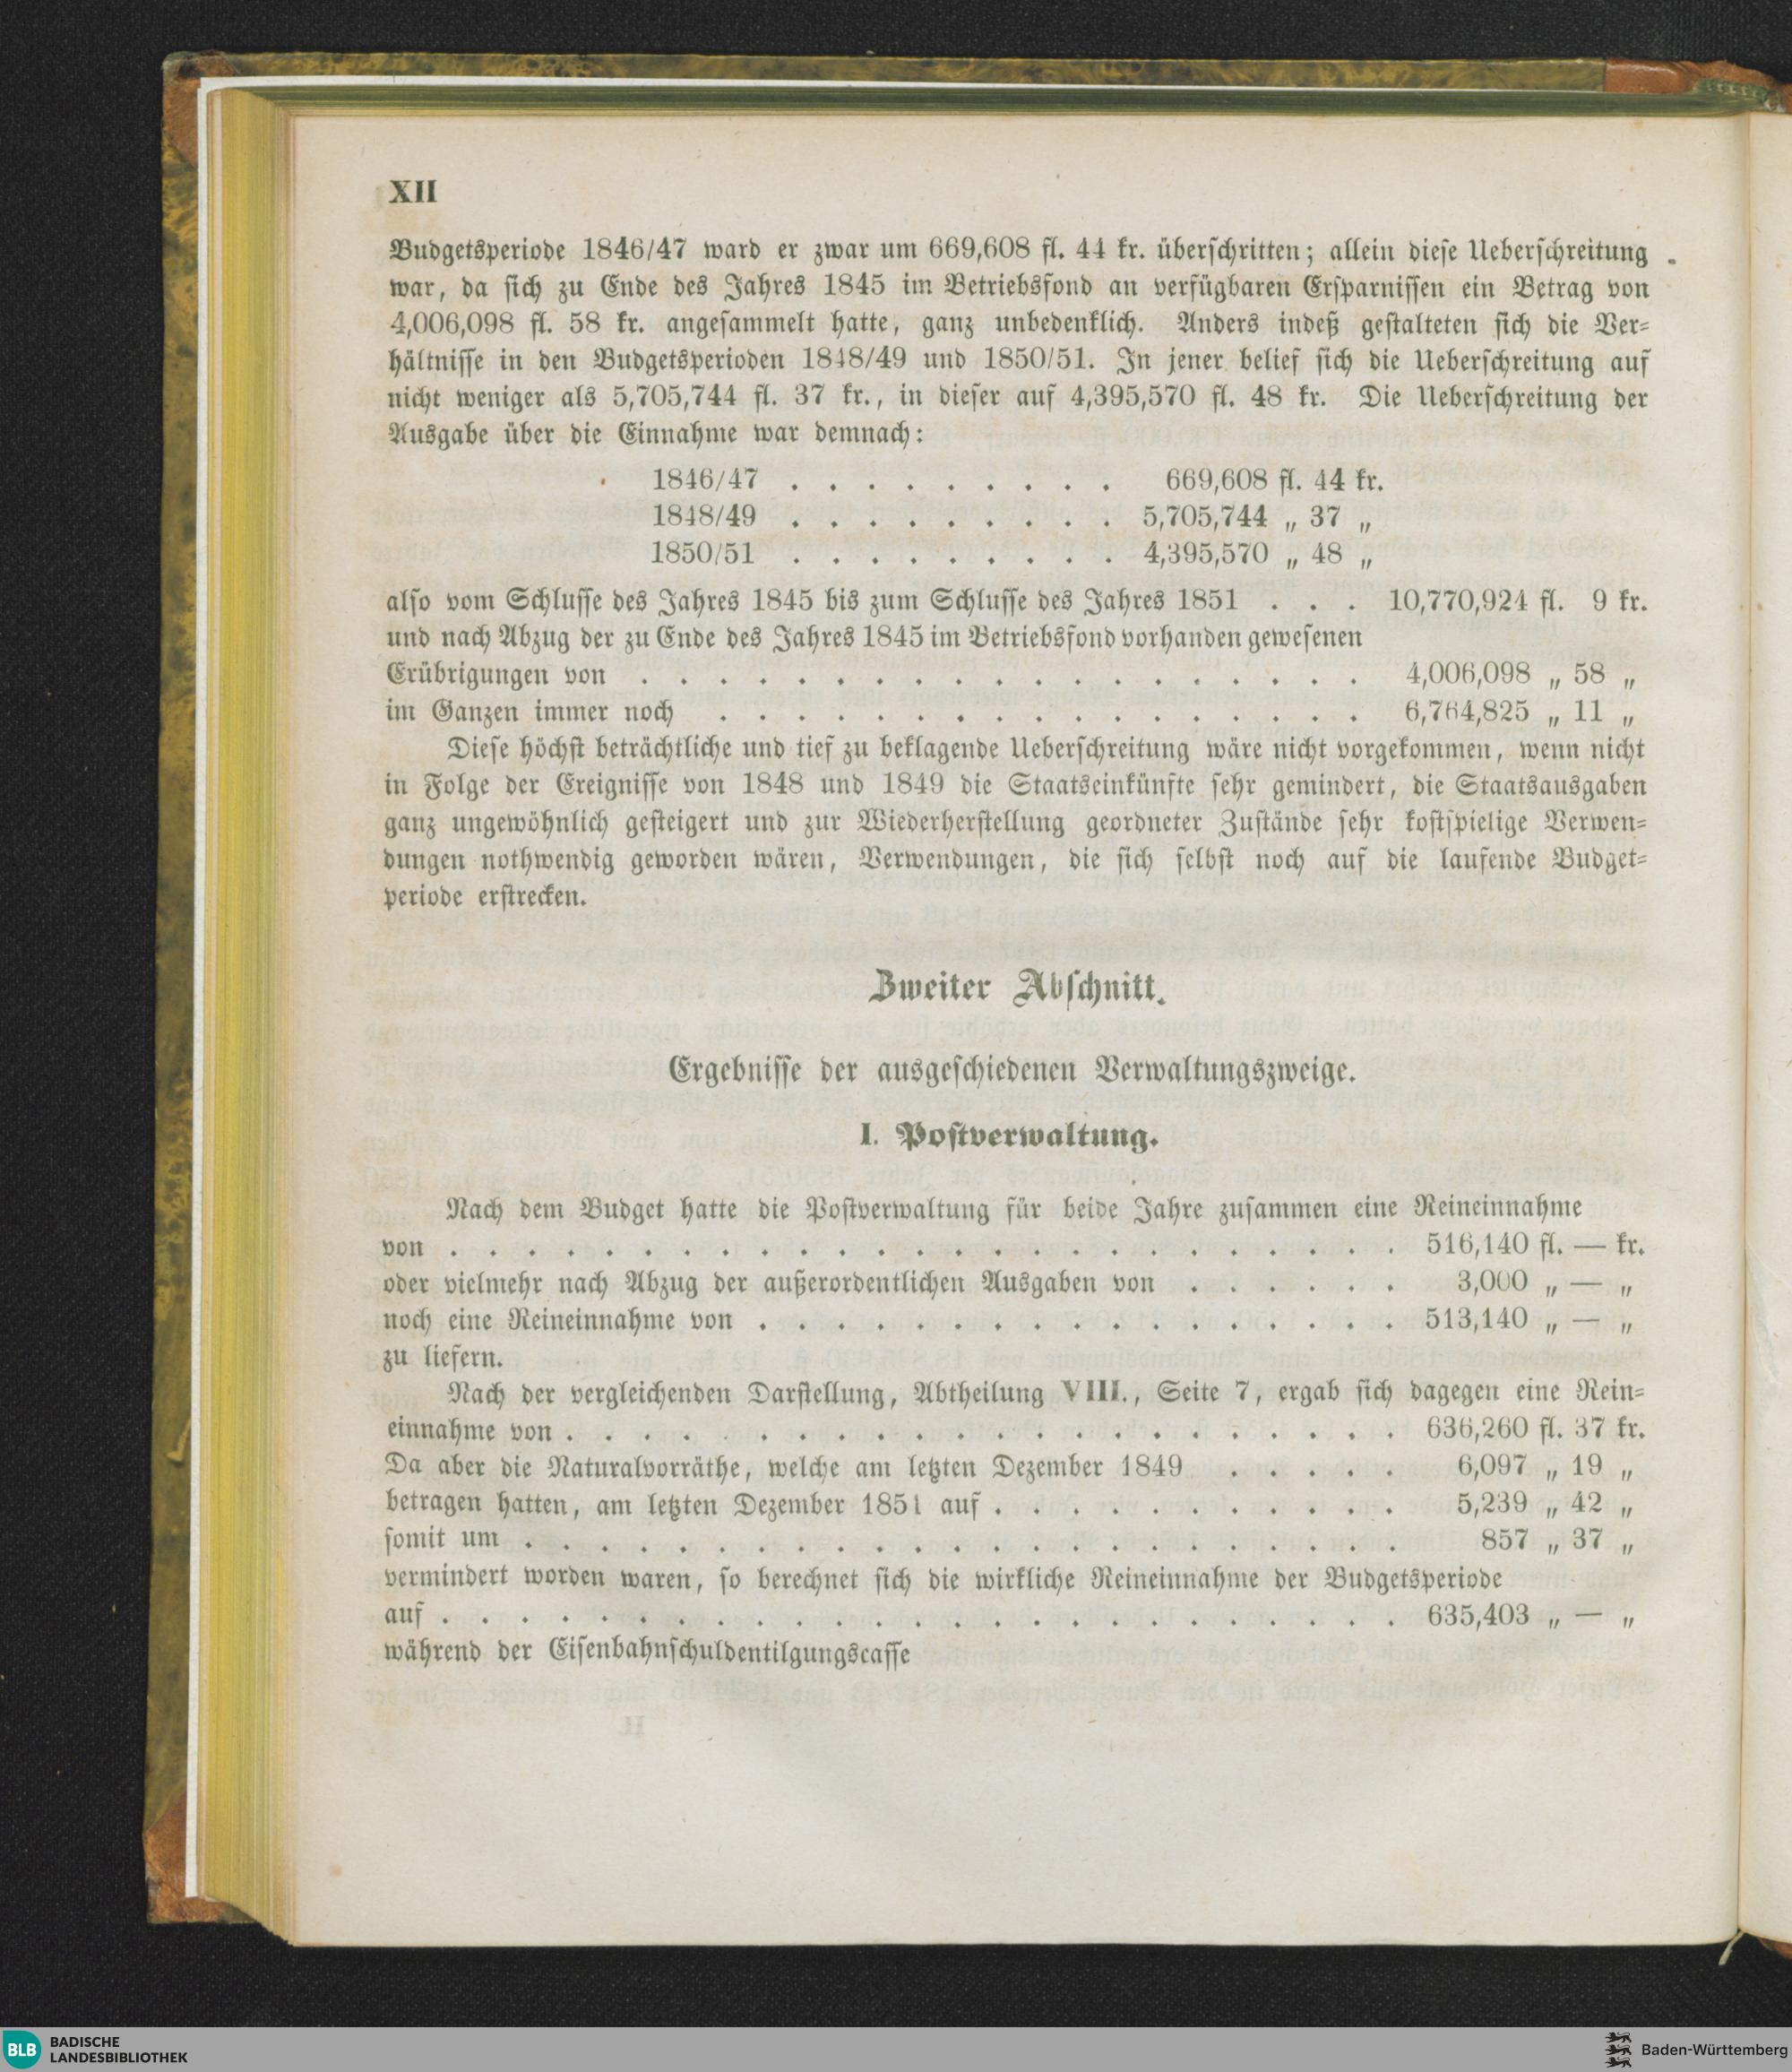 XII
Budgetsperiode 1846/47 ward er zwar um 669,608 fl. 44 kr. überschritten; allein diese Ueberschreitung
war, da sich zu Ende des Jahres 1845 im Betriebsfond an verfügbaren Ersparnissen ein Betrag von
4,006,098 fl. 58 kr. angesammelt hatte, ganz unbedenklich. Anders indeß gestalteten sich die Ver-
hältnisse in den Budgetsperioden 1848/49 und 1850/51. In jener belief sich die Ueberschreitung auf
nicht weniger als 5,705,744 fl. 37 kr., in dieser auf 4,395,570 fl. 48 kr. Die Ueberschreitung der
Ausgabe über die Einnahme war demnach:
1846/47 . . . . . . . . . 669,608 fl. 44 kr.
1848/49 . . . . . . . . . 5,705,744 „ 37 „
1850/51 . . . . . . . . . 4,395,570 „ 48 „
also vom Schlusse des Jahres 1845 bis zum Schlusse des Jahres 1851 . . . 10,770,924 fl. 9 kr.
und nach Abzug der zu Ende des Jahres 1845 im Betriebsfond vorhanden gewesenen
Erübrigungen von . . . . . . . . . . . . . . . . . . . 4,006,098 „ 58 „
im Ganzen immer noch . . . . . . . . . . . . . . . . . 6,764,825 „ 11 „
Diese höchst beträchtliche und tief zu beklagende Ueberschreitung wäre nicht vorgekommen, wenn nicht
in Folge der Ereignisse von 1848 und 1849 die Staatseinkünfte sehr gemindert, die Staatsausgaben
ganz ungewöhnlich gesteigert und zur Wiederherstellung geordneter Zustände sehr kostspielige Verwen-
dungen nothwendig geworden wären, Verwendungen, die sich selbst noch auf die laufende Budget-
periode erstrecken.
Zweiter Abschnitt.
Ergebnisse der ausgeschiedenen Verwaltungszweige.
I. Postverwaltung.
Nach dem Budget hatte die Postverwaltung für beide Jahre zusammen eine Reineinnahme
von . . . . . . . . . . . . . . . . . . . . . . . . . 516,140 fl. — kr.
oder vielmehr nach Abzug der außerordentlichen Ausgaben von . . . . . . 3,000 „ — „
noch eine Reineinnahme von . . . . . . . . . . . . . . . . . 513,140 „ — „
zu liefern.
Nach der vergleichenden Darstellung, Abtheilung VIII., Seite 7, ergab sich dagegen eine Rein-
einnahme von . . . . . . . . . . . . . . . . . . . . . . 636,260 fl. 37 kr.
Da aber die Naturalvorräthe, welche am letzten Dezember 1849 . . . . . 6,097 „ 19 „
betragen hatten, am letzten Dezember 1851 auf . . . . . . . . . . . 5,239 „ 42 „
somit um . . . . . . . . . . . . . . . . . . . . . . . 857 „ 37 „
vermindert worden waren, so berechnet sich die wirkliche Reineinnahme der Budgetsperiode
auf . . . . . . . . . . . . . . . . . . . . . . . . . 635,403 „ — „
während der Eisenbahnschuldentilgungscasse
BLB BADISCHE
LANDESBIBLIOTHEK
Baden-Württemberg